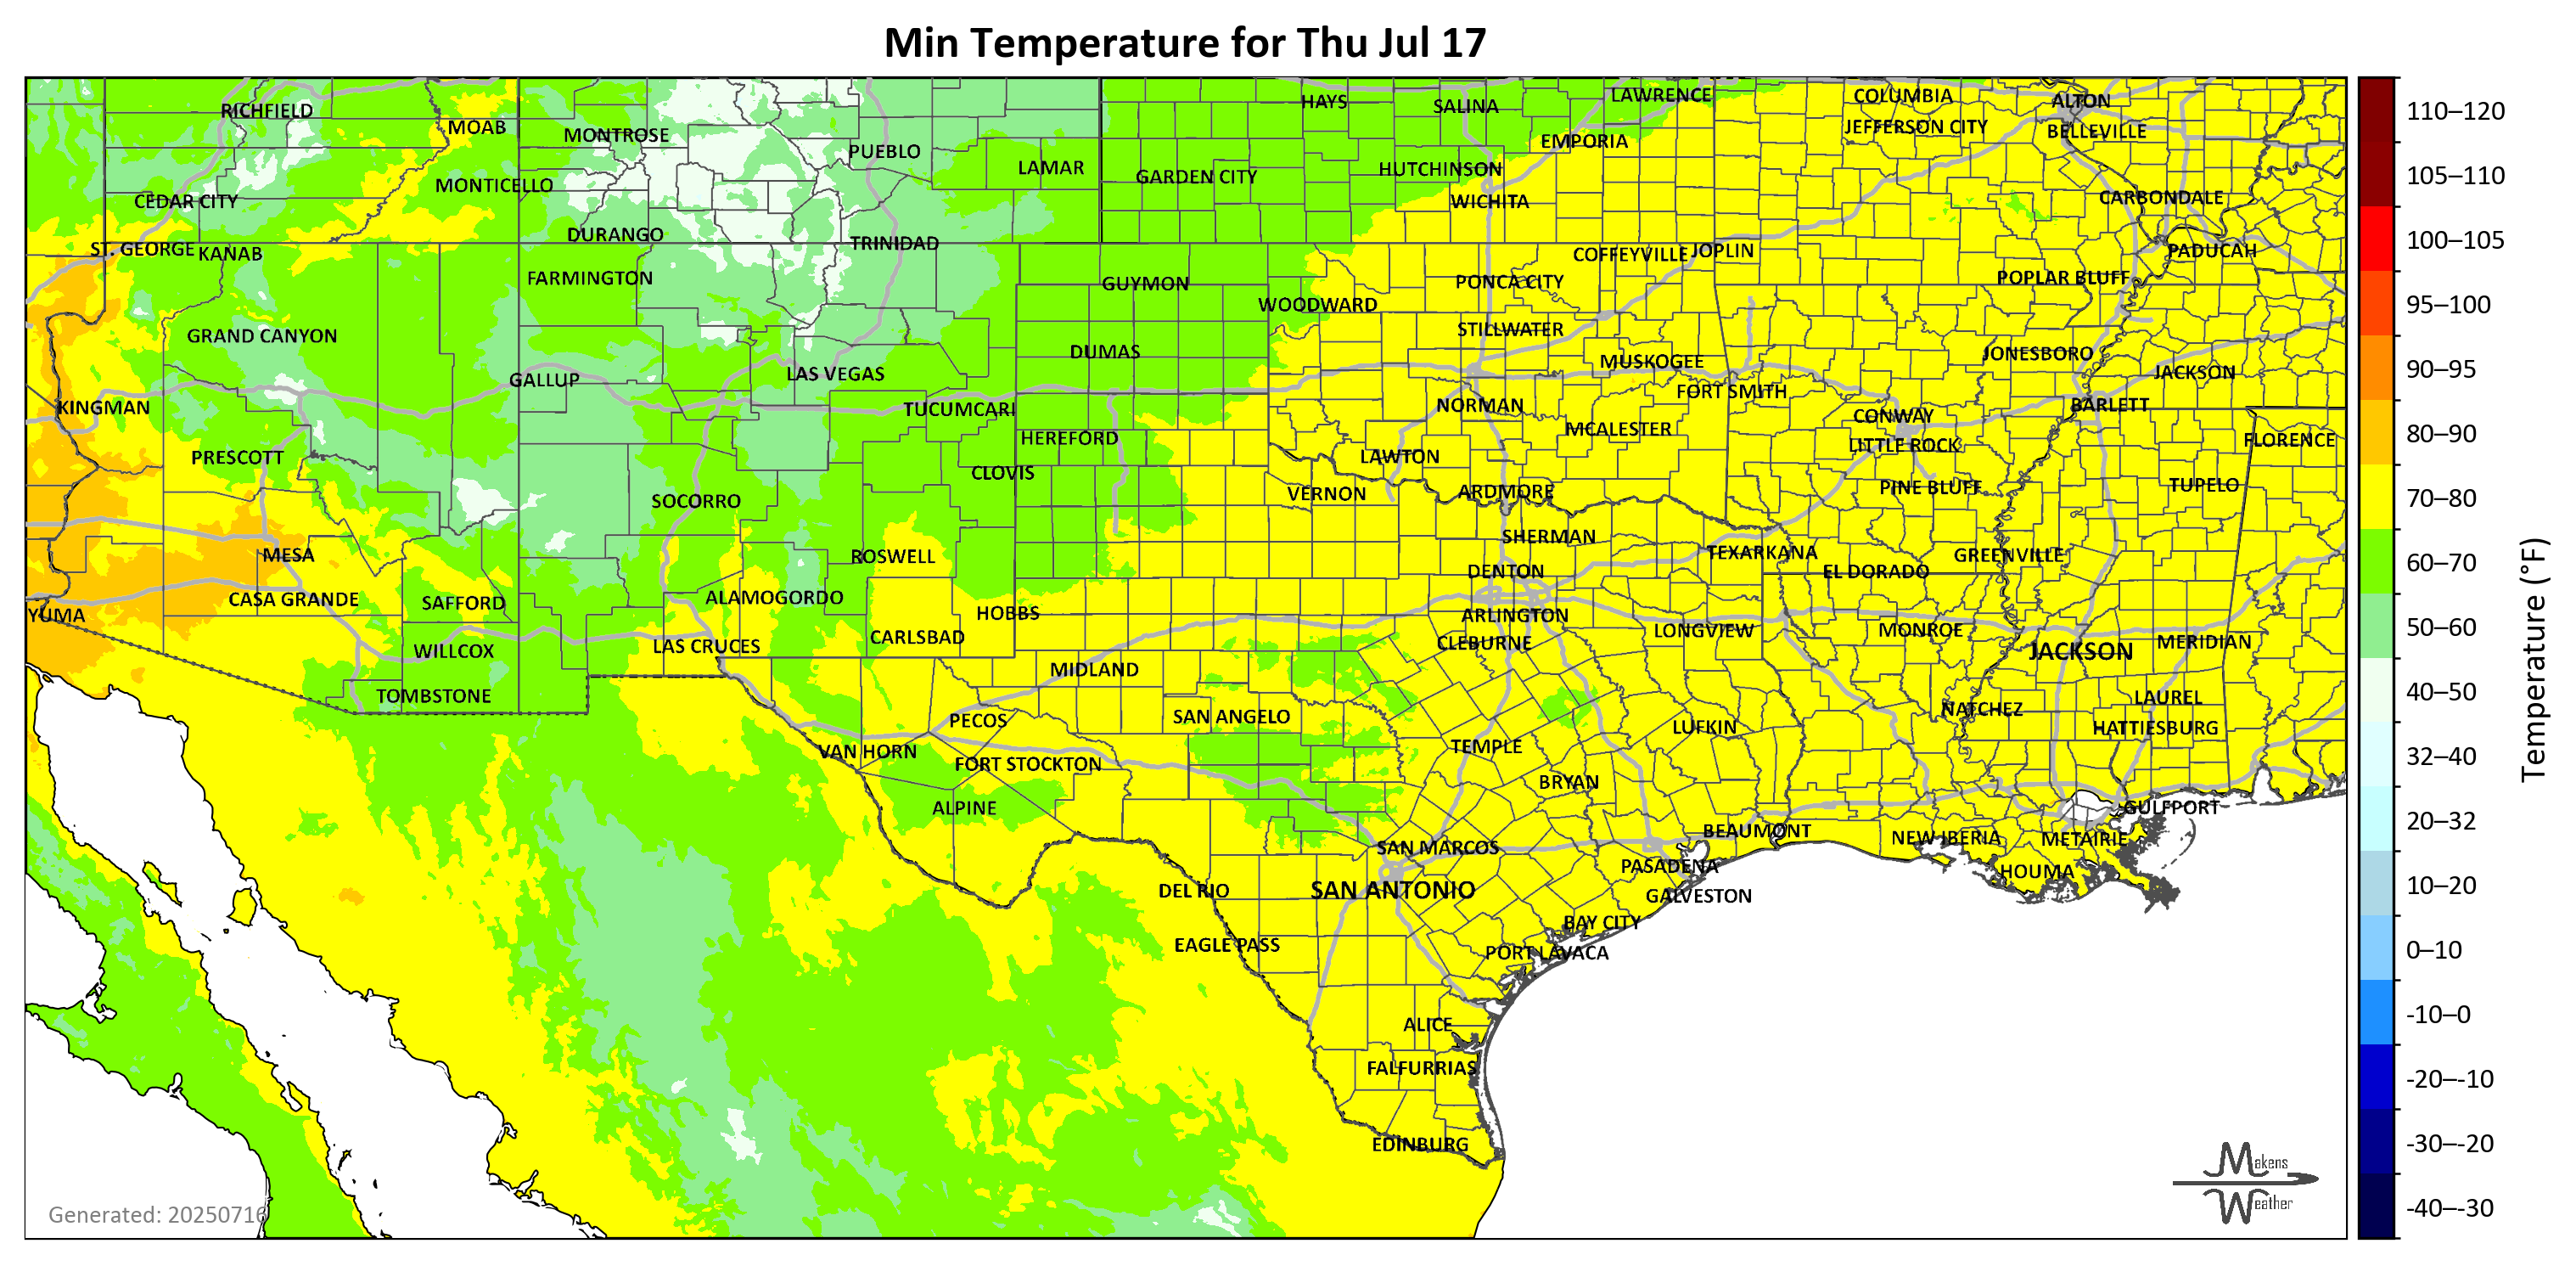 Min Temperature for Thu Jul 17
RICHFIELD
MOAB
MONTROSE
PUEBLO
LAMAR
HAYS
SALINA
LAWRENCE
COLUMBIA
ALTON
JEFFERSON CITY
BELLEVILLE
EMPORIA
HUTCHINSON
GARDEN CITY
MONTICELLO
CEDAR CITY
WICHITA
CARBONDALE
DURANGO
TRINIDAD
ST. GEORGE
KANAB
COFFEYVILLE
JOPLIN
PADUCAH
FARMINGTON
GUYMON
PONCA CITY
POPLAR BLUFF
WOODWARD
GRAND CANYON
STILLWATER
DUMAS
JONESBORO
MUSKOGEE
LAS VEGAS
JACKSON
GALLUP
FORT SMITH
KINGMAN
TUCUMCARI
NORMAN
BARLETT
CONWAY
HEREFORD
MCALESTER
LITTLE ROCK
FLORENCE
PRESCOTT
LAWTON
CLOVIS
TUPELO
PINE BLUFF
VERNON
ARDMORE
SOCORRO
SHERMAN
MESA
ROSWELL
TEXARKANA
GREENVILLE
DENTON
EL DORADO
CASA GRANDE
SAFFORD
ALAMOGORDO
HOBBS
ARLINGTON
YUMA
CARLSBAD
LONGVIEW
MONROE
CLEBURNE
MERIDIAN
LAS CRUCES
WILLCOX
JACKSON
MIDLAND
TOMBSTONE
LAUREL
NATCHEZ
PECOS
SAN ANGELO
LUFKIN
HATTIESBURG
VAN HORN
TEMPLE
FORT STOCKTON
BRYAN
ALPINE
GULFPORT
BEAUMONT
NEW IBERIA
METAIRIE
SAN MARCOS
PASADENA
HOUMA
DEL RIO
SAN ANTONIO
GALVESTON
BAY CITY
EAGLE PASS
PORT LAVACA
ALICE
FALFURRIAS
EDINBURG
Generated: 20250716
Makens
Weather
110–120
105–110
100–105
95–100
90–95
80–90
70–80
60–70
50–60
40–50
32–40
20–32
10–20
0–10
-10–0
-20–-10
-30–-20
-40–-30
Temperature (°F)